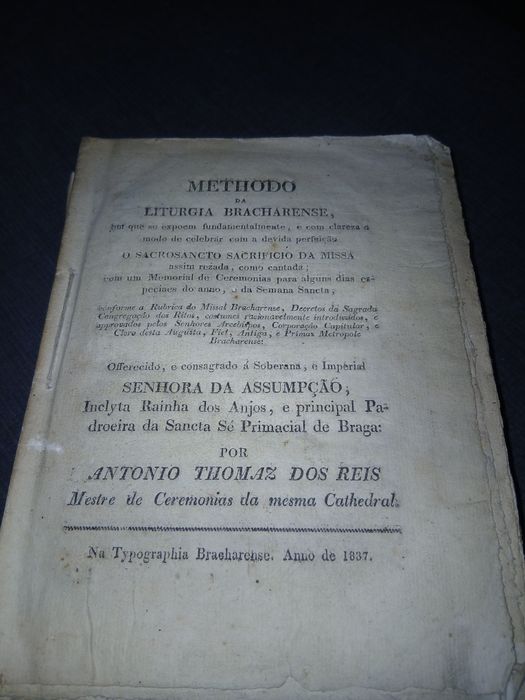 METHODO
DA
LITURGIA BRACHARENSE,
em que se expoem fundamentalmente, e com clareza o
modo de celebrar com a devida perfeição
O SACROSANCTO SACRIFICIO DA MISSA
assim rezada, como cantada;
com um Memorial de Ceremonias para alguns dias es-
peciaes do anno, e da Semana Sancta;
conforme a Rubrica do Missal Bracharense, Decretos da Sagrada
Congregação dos Ritos, costumes racionavelmente introduzidos, e
approvados pelos Senhores Arcebispos, Corporação Capitular, e
Clero desta Augusta, Fiel, Antiga, e Primaz Metropole
Bracharense:
Offerecido, e consagrado á Soberana, e Imperial
SENHORA DA ASSUMPÇÃO,
Inclyta Rainha dos Anjos, e principal Pa-
droeira da Sancta Sé Primacial de Braga:
POR
ANTONIO THOMAZ DOS REIS
Mestre de Ceremonias da mesma Cathedral.
Na Typographia Bracharense. Anno de 1837.